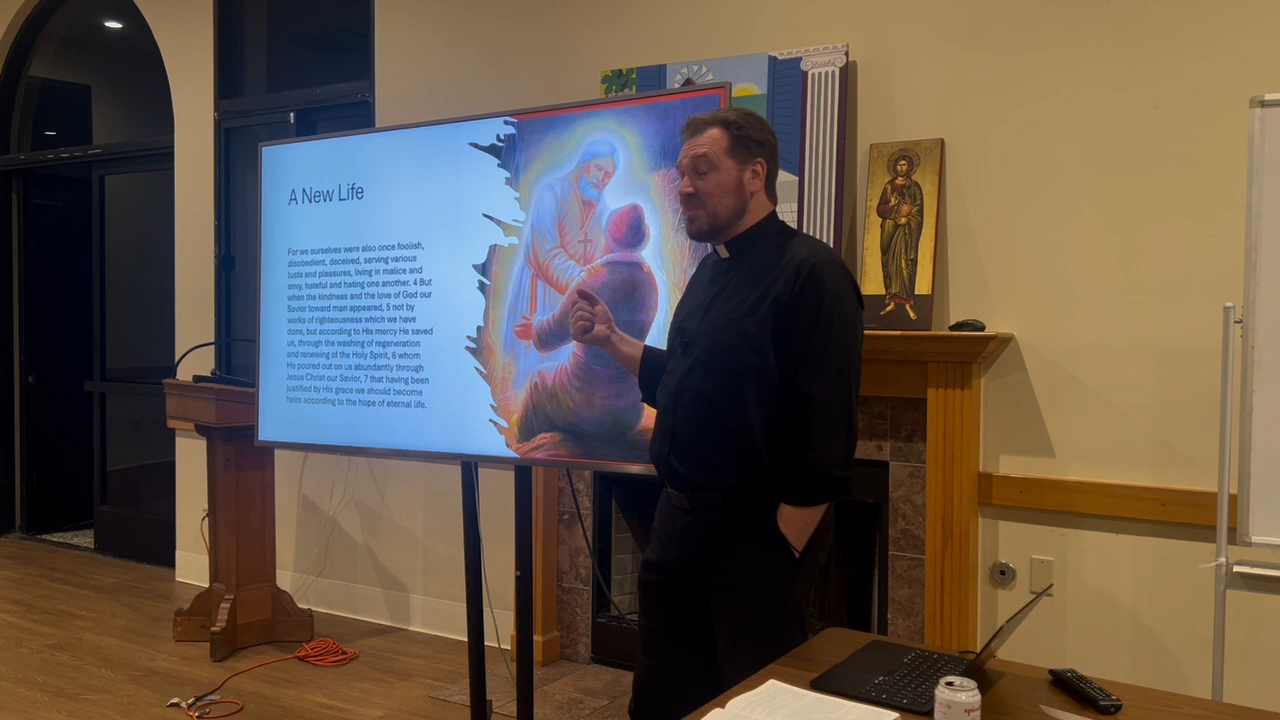 A New Life
For we ourselves were also once foolish,
disobedient, deceived, serving various
lusts and pleasures, living in malice and
envy, hateful and hating one another. 4 But
when the kindness and the love of God our
Savior toward man appeared, 5 not by
works of righteousness which we have
done, but according to His mercy He saved
us, through the washing of regeneration
and renewing of the Holy Spirit, 6 whom
He poured out on us abundantly through
Jesus Christ our Savior, 7 that having been
justified by His grace we should become
heirs according to the hope of eternal life.